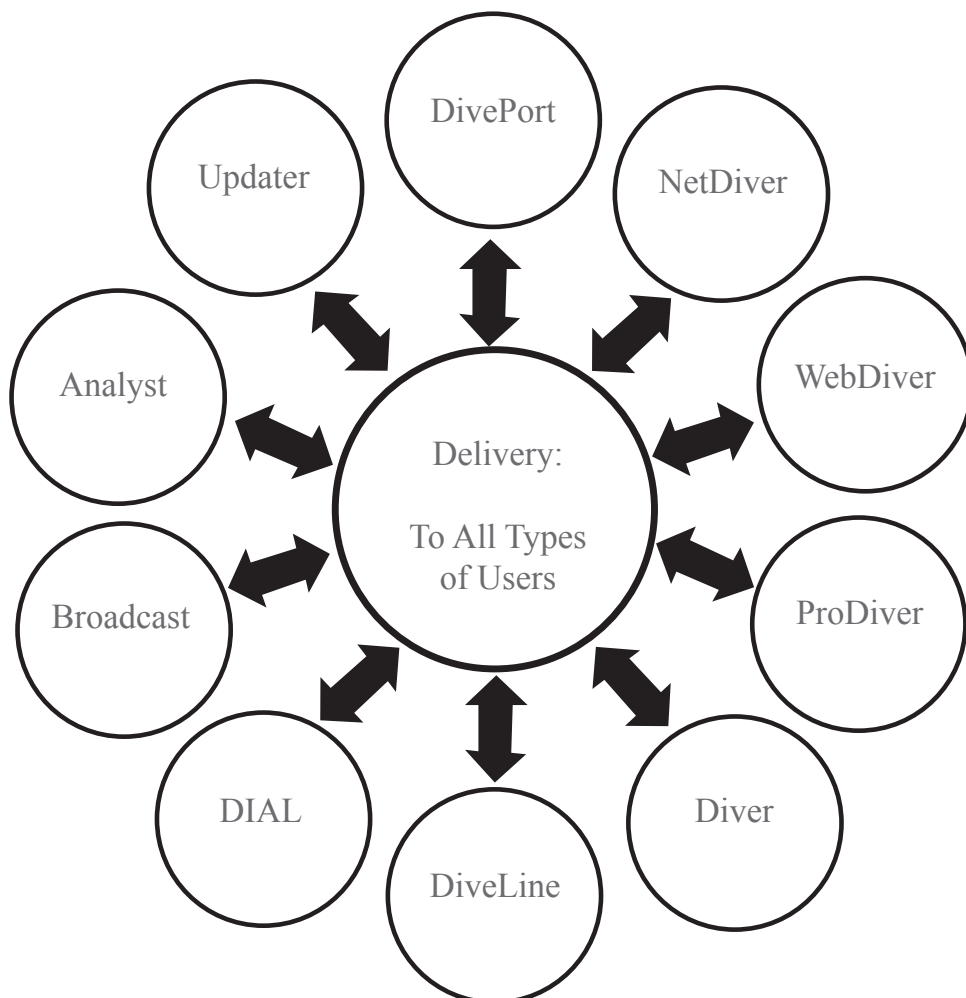 DivePort
NetDiver
WebDiver
ProDiver
Diver
DiveLine
DIAL
Broadcast
Analyst
Updater
Delivery:
To All Types
of Users